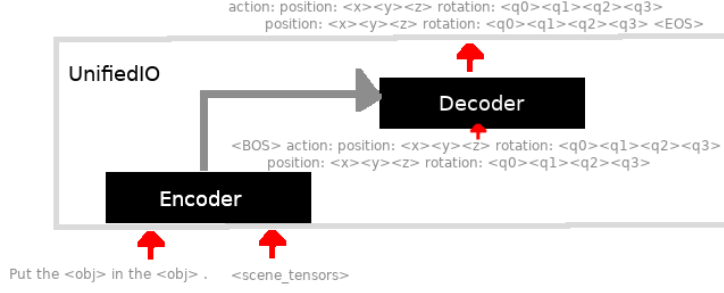 action: position: <x><y><z> rotation: <q0><q1><q2><q3>
position: <x><y><z> rotation: <q0><q1><q2><q3> <EOS>
UnifiedIO
Decoder
<BOS> action: position: <x><y><z> rotation: <q0><q1><q2><q3>
position: <x><y><z> rotation: <q0><q1><q2><q3>
Encoder
Put the <obj> in the <obj> .
<scene_tensors>